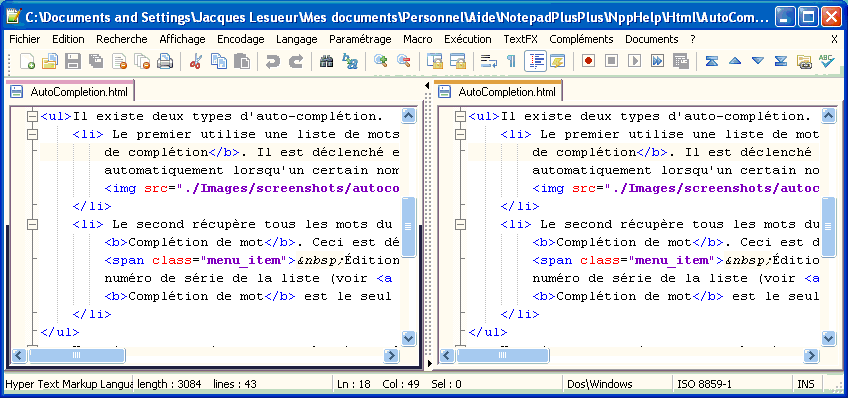 C:\Documents and Settings\Jacques Lesueur\Mes documents\Personnel\Aide\NotepadPlusPlus\NppHelp\Html\AutoCom...
Fichier Edition Recherche Affichage Encodage Langage Paramétrage Macro Exécution TextFX Compléments Documents ? X
AutoCompletion.html
<ul>Il existe deux types d'auto-complétion.
<li> Le premier utilise une liste de mots
de complétion</b>. Il est déclenché e
automatiquement lorsqu'un certain nom
<img src="./Images/screenshots/autoco
</li>
<li> Le second récupère tous les mots du
<b>Complétion de mot</b>. Ceci est dé
<span class="menu_item">&nbsp;Édition
numéro de série de la liste (voir <a
<b>Complétion de mot</b> est le seul
</li>
</ul>
AutoCompletion.html
<ul>Il existe deux types d'auto-complétion.
<li> Le premier utilise une liste de mot
de complétion</b>. Il est déclenché
automatiquement lorsqu'un certain no
<img src="./Images/screenshots/autoc
</li>
<li> Le second récupère tous les mots du
<b>Complétion de mot</b>. Ceci est d
<span class="menu_item">&nbsp;Éditio
numéro de série de la liste (voir <a
<b>Complétion de mot</b> est le seul
</li>
</ul>
Hyper Text Markup Langua length : 3084 lines : 43 Ln : 18 Col : 49 Sel : 0 Dos\Windows ISO 8859-1 INS